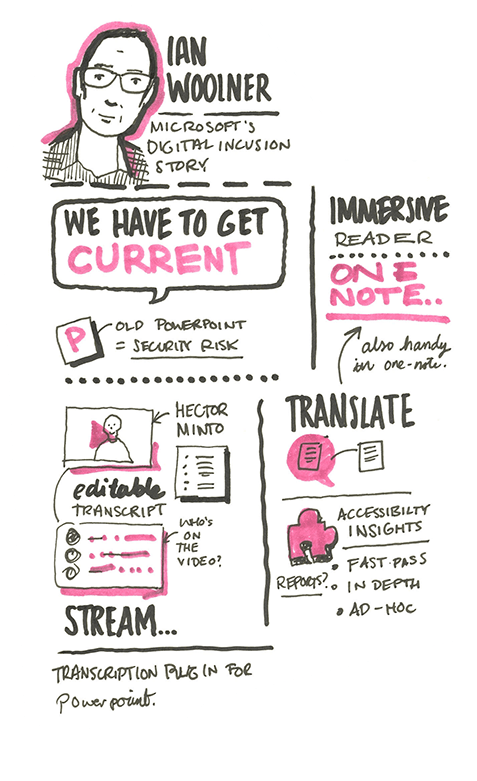 IAN
WOOLNER
MICROSOFT'S
DIGITAL INCUSION
STORY
WE HAVE TO GET
CURRENT
P
OLD POWERPOINT
= SECURITY RISK
IMMERSIVE
READER
ONE
NOTE..
also handy
in one-note.
HECTOR
MINTO
editable
TRANSCRIPT
WHO'S
ON
THE
VIDEO?
STREAM...
TRANSCRIPTION PLUG IN FOR
Powerpoint.
TRANSLATE
ACCESSIBILTY
INSIGHTS
REPORTS?
• FAST PASS
• IN DEPTH
• AD-HOC